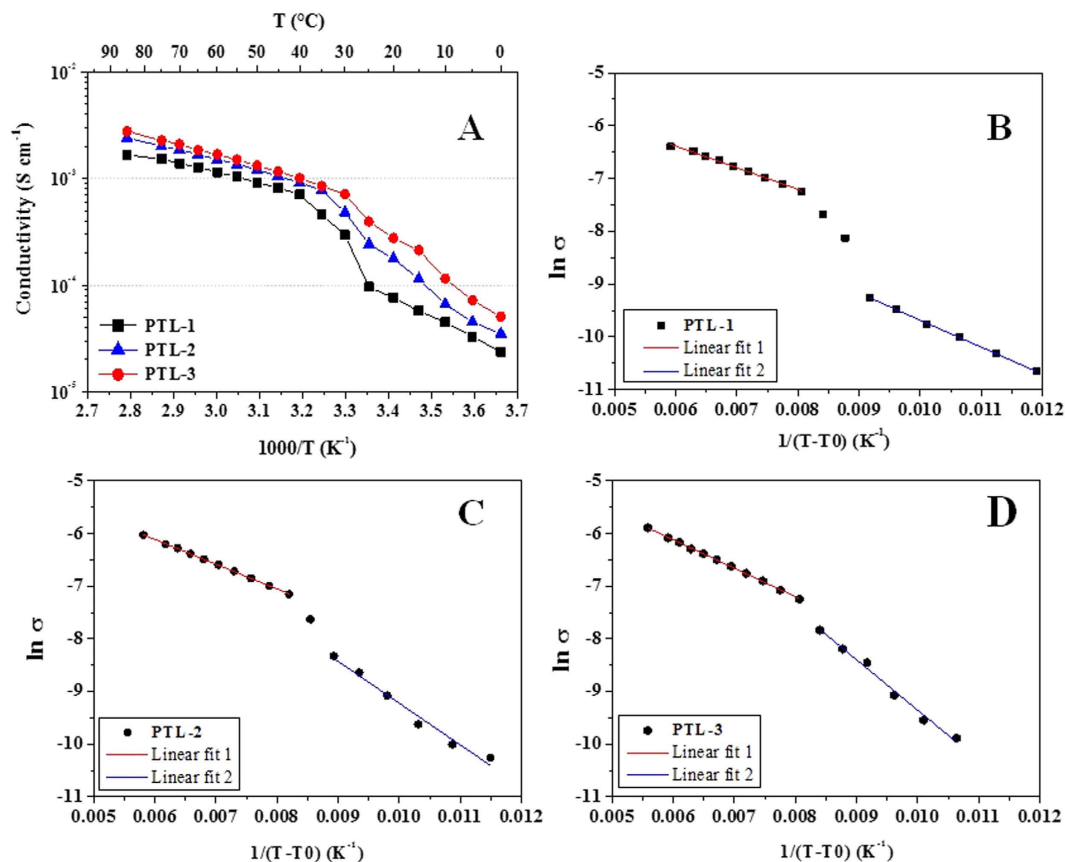 T (°C)
90 80 70 60 50 40 30 20 10 0
10⁻²
10⁻³
10⁻⁴
10⁻⁵
Conductivity (S cm⁻¹)
A
PTL-1
PTL-2
PTL-3
2.7 2.8 2.9 3.0 3.1 3.2 3.3 3.4 3.5 3.6 3.7
1000/T (K⁻¹)
-5
-6
-7
-8
-9
-10
-11
ln σ
B
PTL-1
Linear fit 1
Linear fit 2
0.005 0.006 0.007 0.008 0.009 0.010 0.011 0.012
1/(T-T0) (K⁻¹)
-5
-6
-7
-8
-9
-10
-11
ln σ
C
PTL-2
Linear fit 1
Linear fit 2
0.005 0.006 0.007 0.008 0.009 0.010 0.011 0.012
1/(T-T0) (K⁻¹)
-5
-6
-7
-8
-9
-10
-11
ln σ
D
PTL-3
Linear fit 1
Linear fit 2
0.005 0.006 0.007 0.008 0.009 0.010 0.011 0.012
1/(T-T0) (K⁻¹)